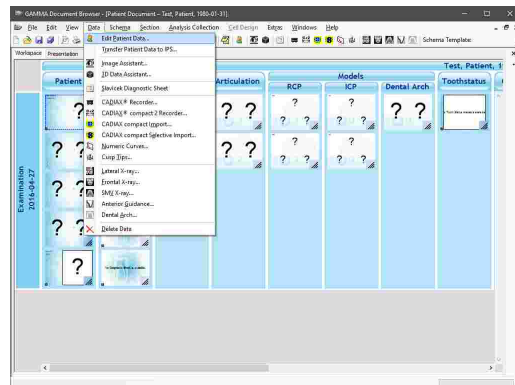 GAMMA Document Browser - [Patient Document - Test, Patient, 1980-01-31]
File Edit View Data Schema Section Analysis Collection Cell Design Extras Windows Help
Schema Template:
Workspace Presentation
Edit Patient Data...
Transfer Patient Data to IPS...
Image Assistant...
3D Data Assistant...
Slavicek Diagnostic Sheet
CADIAX® Recorder...
CADIAX® compact 2 Recorder...
CADIAX compact Import...
CADIAX compact Selective Import...
Numeric Curves...
Cusp Tips...
Lateral X-ray...
Frontal X-ray...
SMV X-ray...
Anterior Guidance...
Dental Arch...
Delete Data
Test, Patient, 1
Patient
Articulation
Models
RCP
ICP
Dental Arch
Toothstatus
Examination
2016-04-27
? ? ? ? ? ?